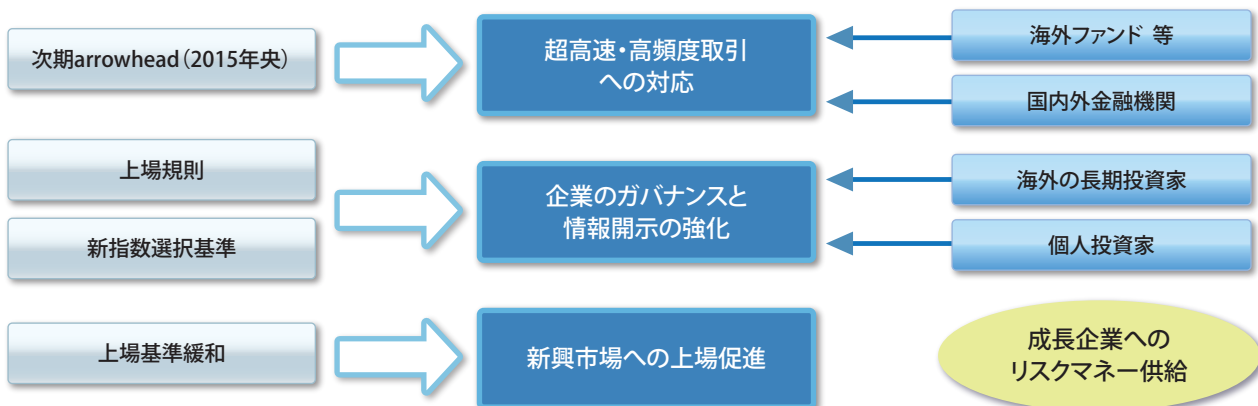 次期arrowhead（2015年央）
超高速・高頻度取引
への対応
海外ファンド 等
国内外金融機関
上場規則
新指数選択基準
企業のガバナンスと
情報開示の強化
海外の長期投資家
個人投資家
上場基準緩和
新興市場への上場促進
成長企業への
リスクマネー供給